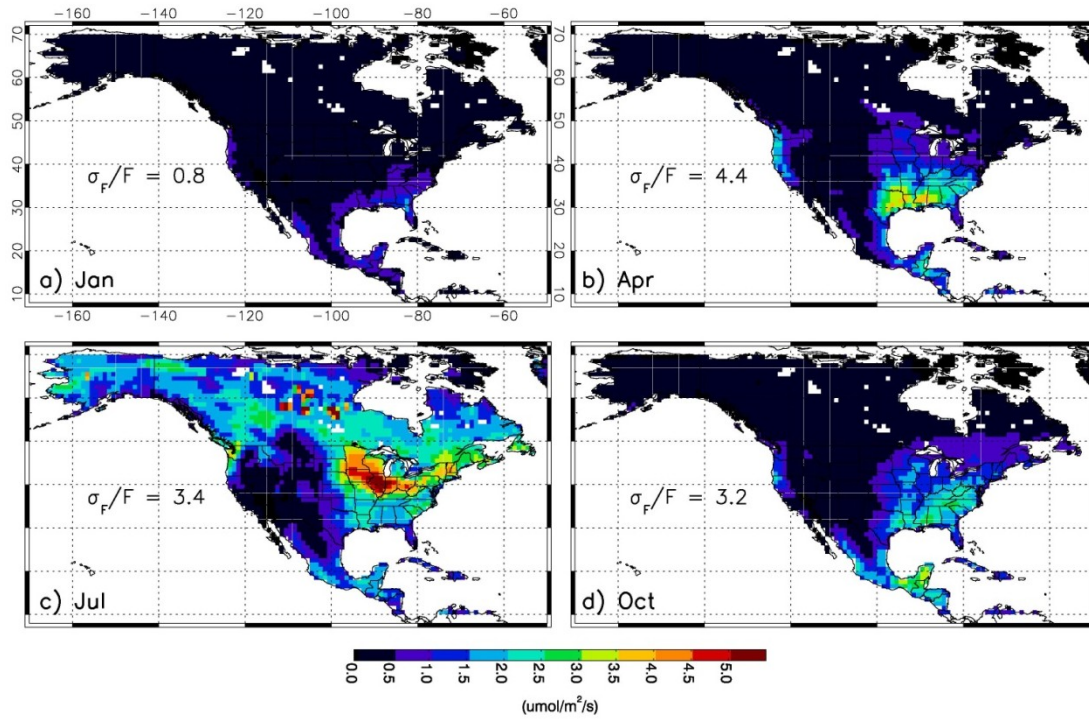 −160 −140 −120 −100 −80 −60
70 60 50 40 30 20 10
σF/F = 0.8
a) Jan
70 60 50 40 30 20 10
σF/F = 4.4
b) Apr
−160 −140 −120 −100 −80 −60
σF/F = 3.4
c) Jul
σF/F = 3.2
d) Oct
0.0 0.5 1.0 1.5 2.0 2.5 3.0 3.5 4.0 4.5 5.0
(umol/m²/s)